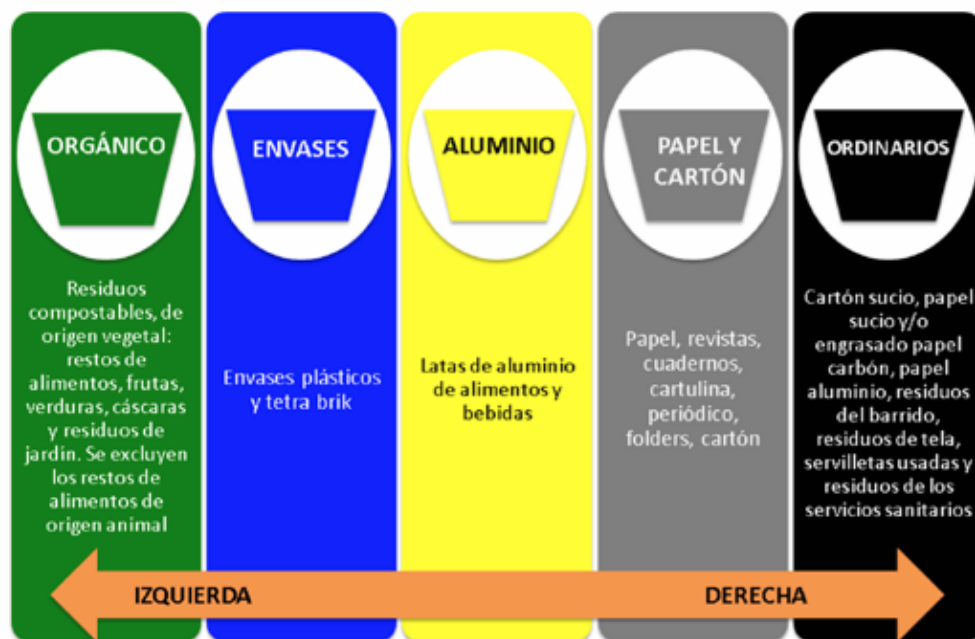 ORGÁNICO
Residuos
compostables, de
origen vegetal:
restos de
alimentos, frutas,
verduras, cáscaras
y residuos de
jardín. Se excluyen
los restos de
alimentos de
origen animal
ENVASES
Envases plásticos
y tetra brik
ALUMINIO
Latas de aluminio
de alimentos y
bebidas
PAPEL Y
CARTÓN
Papel, revistas,
cuadernos,
cartulina,
periódico,
folders, cartón
ORDINARIOS
Cartón sucio, papel
sucio y/o
engrasado papel
carbón, papel
aluminio, residuos
del barrido,
residuos de tela,
servilletas usadas y
residuos de los
servicios sanitarios
IZQUIERDA
DERECHA